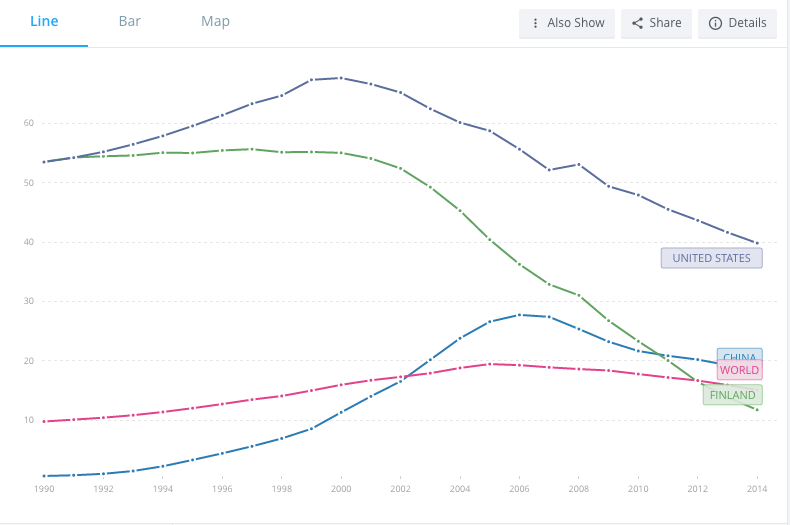 Line Bar Map Also Show Share Details
60
50
40
UNITED STATES
30
20
CHINA
WORLD
FINLAND
10
1990 1992 1994 1996 1998 2000 2002 2004 2006 2008 2010 2012 2014